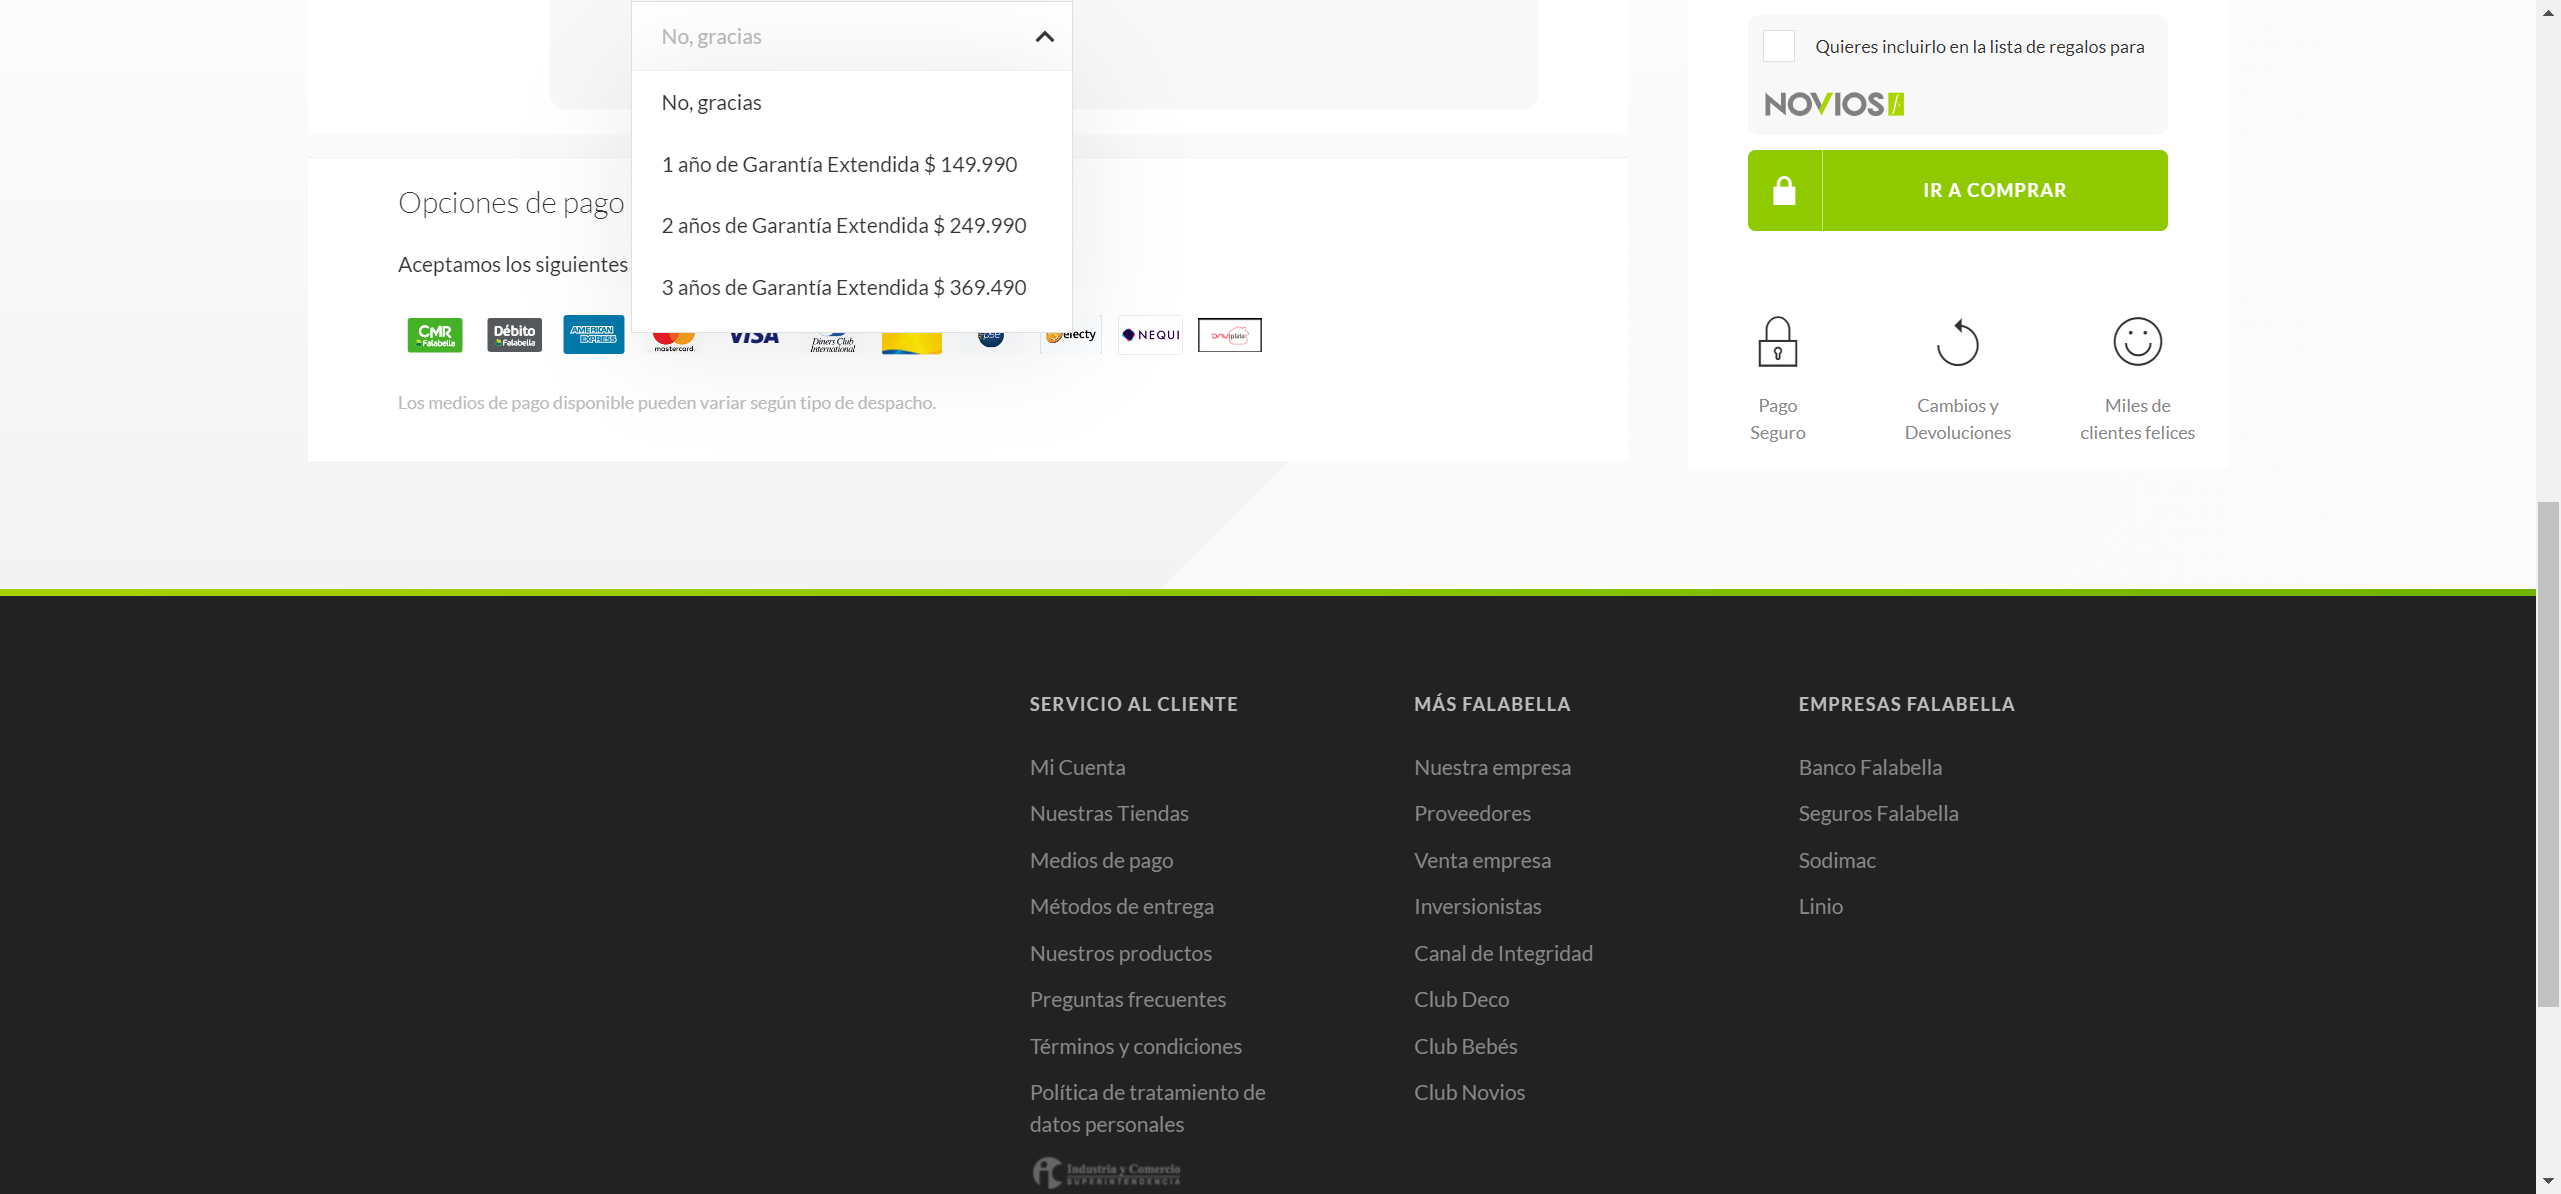 No, gracias
No, gracias
1 año de Garantía Extendida $ 149.990
2 años de Garantía Extendida $ 249.990
3 años de Garantía Extendida $ 369.490
Opciones de pago
Aceptamos los siguientes
CMR Falabella
Débito Falabella
AMERICAN EXPRESS
mastercard
VISA
Diners Club International
pse
efecty
NEQUI
DAVIplata
Los medios de pago disponible pueden variar según tipo de despacho.
Quieres incluirlo en la lista de regalos para
NOVIOS
IR A COMPRAR
Pago
Seguro
Cambios y
Devoluciones
Miles de
clientes felices
SERVICIO AL CLIENTE
Mi Cuenta
Nuestras Tiendas
Medios de pago
Métodos de entrega
Nuestros productos
Preguntas frecuentes
Términos y condiciones
Política de tratamiento de
datos personales
Industria y Comercio
SUPERINTENDENCIA
MÁS FALABELLA
Nuestra empresa
Proveedores
Venta empresa
Inversionistas
Canal de Integridad
Club Deco
Club Bebés
Club Novios
EMPRESAS FALABELLA
Banco Falabella
Seguros Falabella
Sodimac
Linio